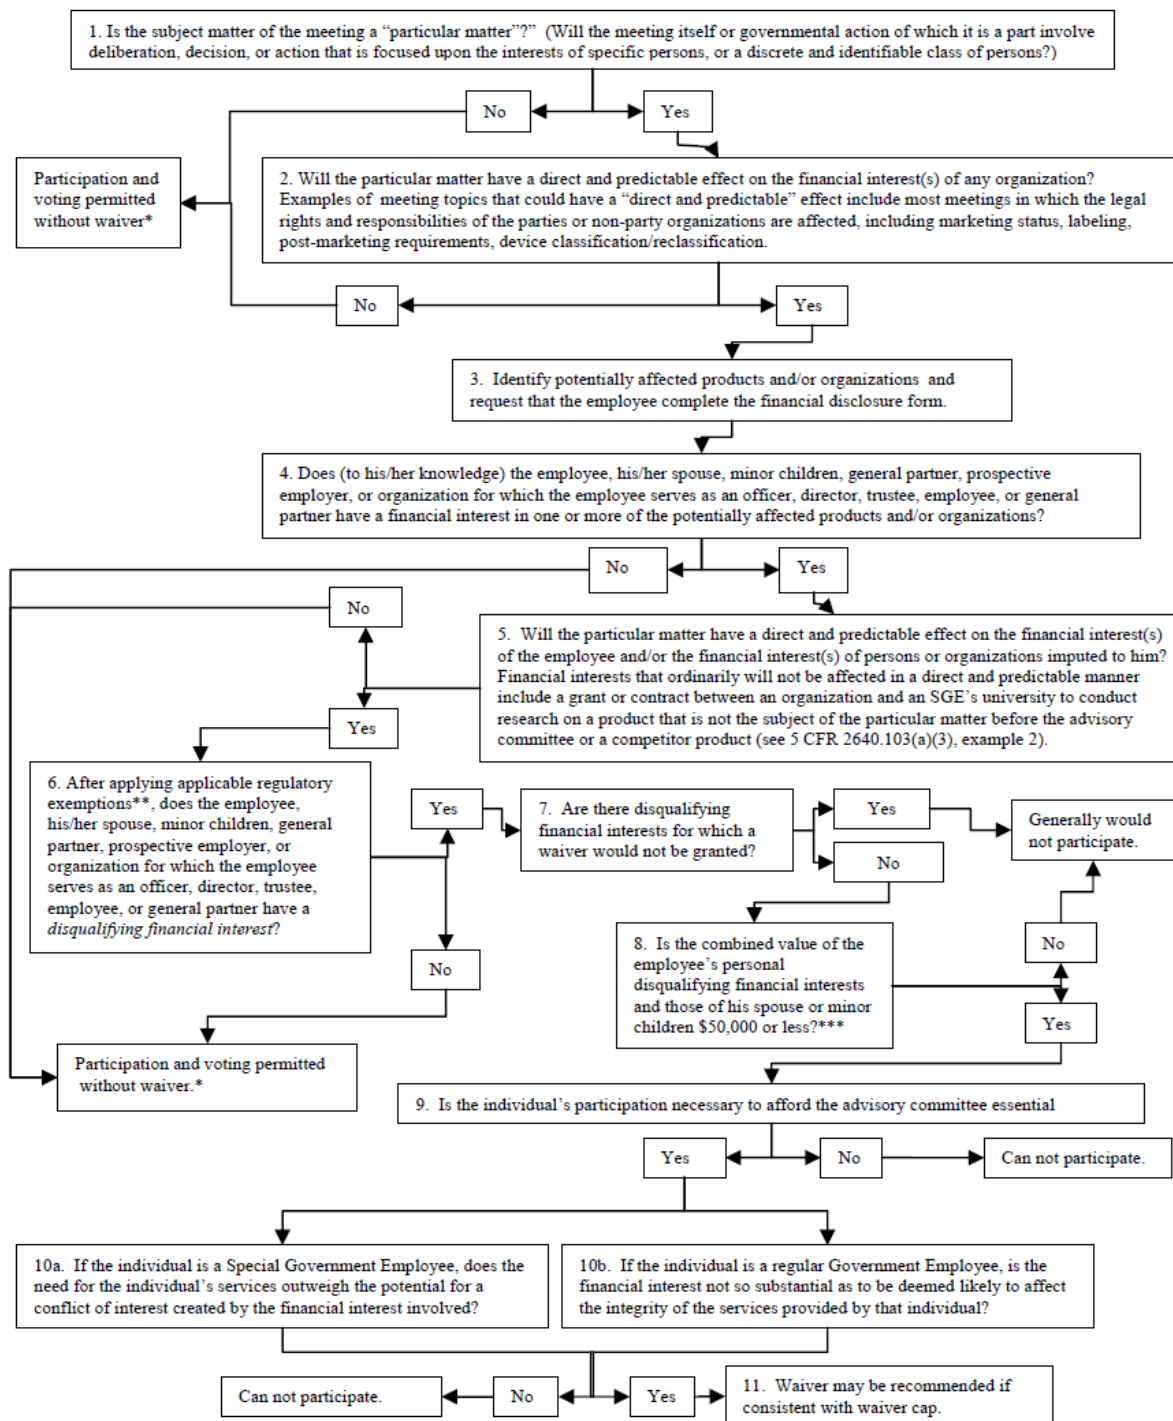 1. Is the subject matter of the meeting a “particular matter”?” (Will the meeting itself or governmental action of which it is a part involve
deliberation, decision, or action that is focused upon the interests of specific persons, or a discrete and identifiable class of persons?)
No
Yes
Participation and
voting permitted
without waiver*
2. Will the particular matter have a direct and predictable effect on the financial interest(s) of any organization?
Examples of meeting topics that could have a “direct and predictable” effect include most meetings in which the legal
rights and responsibilities of the parties or non-party organizations are affected, including marketing status, labeling,
post-marketing requirements, device classification/reclassification.
No
Yes
3. Identify potentially affected products and/or organizations and
request that the employee complete the financial disclosure form.
4. Does (to his/her knowledge) the employee, his/her spouse, minor children, general partner, prospective
employer, or organization for which the employee serves as an officer, director, trustee, employee, or general
partner have a financial interest in one or more of the potentially affected products and/or organizations?
No
Yes
No
5. Will the particular matter have a direct and predictable effect on the financial interest(s)
of the employee and/or the financial interest(s) of persons or organizations imputed to him?
Financial interests that ordinarily will not be affected in a direct and predictable manner
include a grant or contract between an organization and an SGE’s university to conduct
research on a product that is not the subject of the particular matter before the advisory
committee or a competitor product (see 5 CFR 2640.103(a)(3), example 2).
Yes
6. After applying applicable regulatory
exemptions**, does the employee,
his/her spouse, minor children, general
partner, prospective employer, or
organization for which the employee
serves as an officer, director, trustee,
employee, or general partner have a
disqualifying financial interest?
Yes
7. Are there disqualifying
financial interests for which a
waiver would not be granted?
Yes
Generally would
not participate.
No
No
8. Is the combined value of the
employee’s personal
disqualifying financial interests
and those of his spouse or minor
children $50,000 or less?***
No
Yes
Participation and voting permitted
without waiver.*
9. Is the individual’s participation necessary to afford the advisory committee essential
Yes
No
Can not participate.
10a. If the individual is a Special Government Employee, does the
need for the individual’s services outweigh the potential for a
conflict of interest created by the financial interest involved?
10b. If the individual is a regular Government Employee, is the
financial interest not so substantial as to be deemed likely to affect
the integrity of the services provided by that individual?
Can not participate.
No
Yes
11. Waiver may be recommended if
consistent with waiver cap.